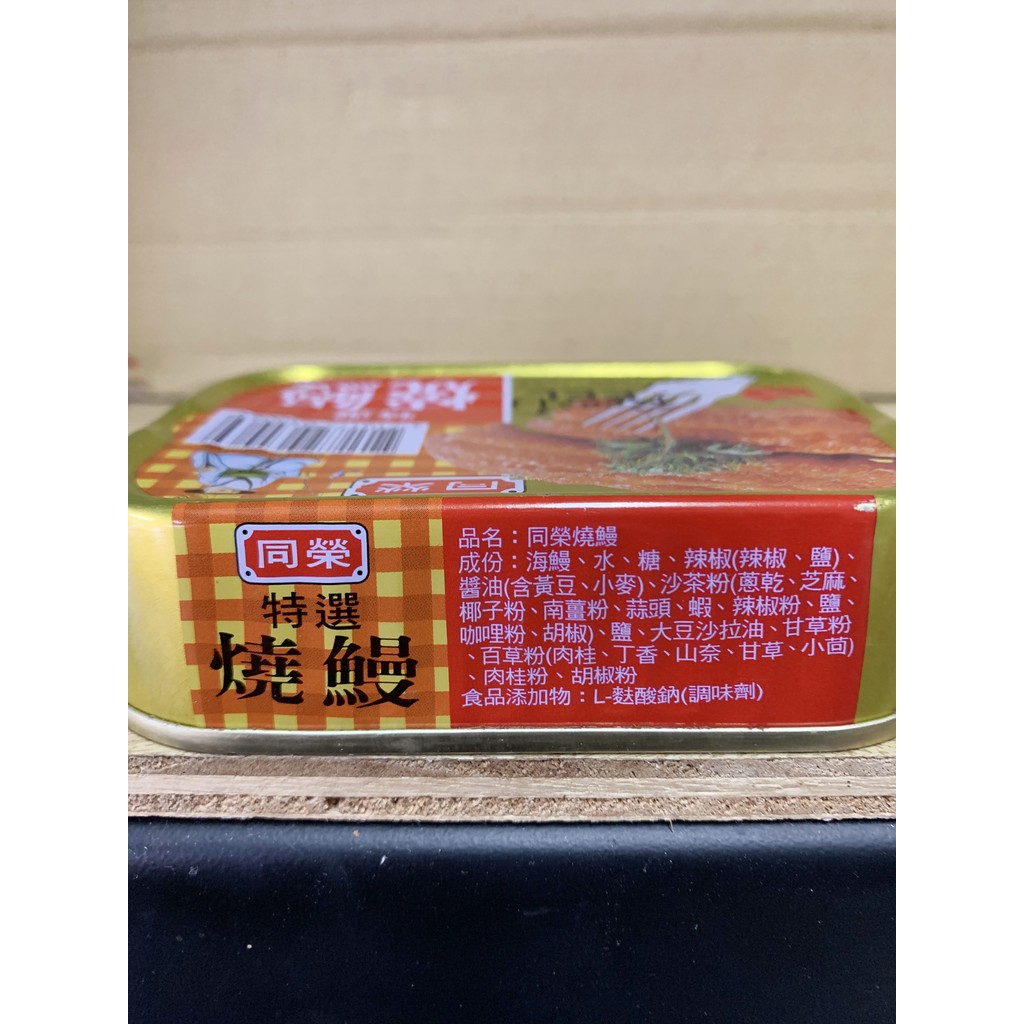 燒鰻
同榮
同榮
特選
燒鰻
品名：同榮燒鰻
成份：海鰻、水、糖、辣椒(辣椒、鹽)、
醬油(含黃豆、小麥)、沙茶粉(蔥乾、芝麻、
椰子粉、南薑粉、蒜頭、蝦、辣椒粉、鹽、
咖哩粉、胡椒)、鹽、大豆沙拉油、甘草粉
、百草粉(肉桂、丁香、山奈、甘草、小茴)
、肉桂粉、胡椒粉
食品添加物：L-麩酸鈉(調味劑)